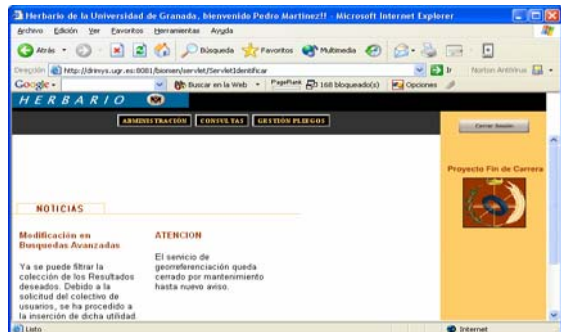 Herbario de la Universidad de Granada, bienvenido Pedro Martinez!! - Microsoft Internet Explorer
Archivo Edición Ver Favoritos Herramientas Ayuda
Atrás Búsqueda Favoritos Multimedia
Dirección http://drimys.ugr.es:8081/biomen/servlet/ServletIdentificar Ir Norton Antivirus
Google Buscar en la Web PageRank 168 bloqueado(s) Opciones
HERBARIO
ADMINISTRACIÓN CONSULTAS GESTIÓN PLIEGOS
Cerrar Sesión
Proyecto Fin de Carrera
NOTICIAS
Modificación en
Busquedas Avanzadas
Ya se puede filtrar la
colección de los Resultados
deseados. Debido a la
solicitud del colectivo de
usuarios, se ha procedido a
la inserción de dicha utilidad.
ATENCION
El servicio de
georreferenciación queda
cerrado por mantenimiento
hasta nuevo aviso.
Listo Internet